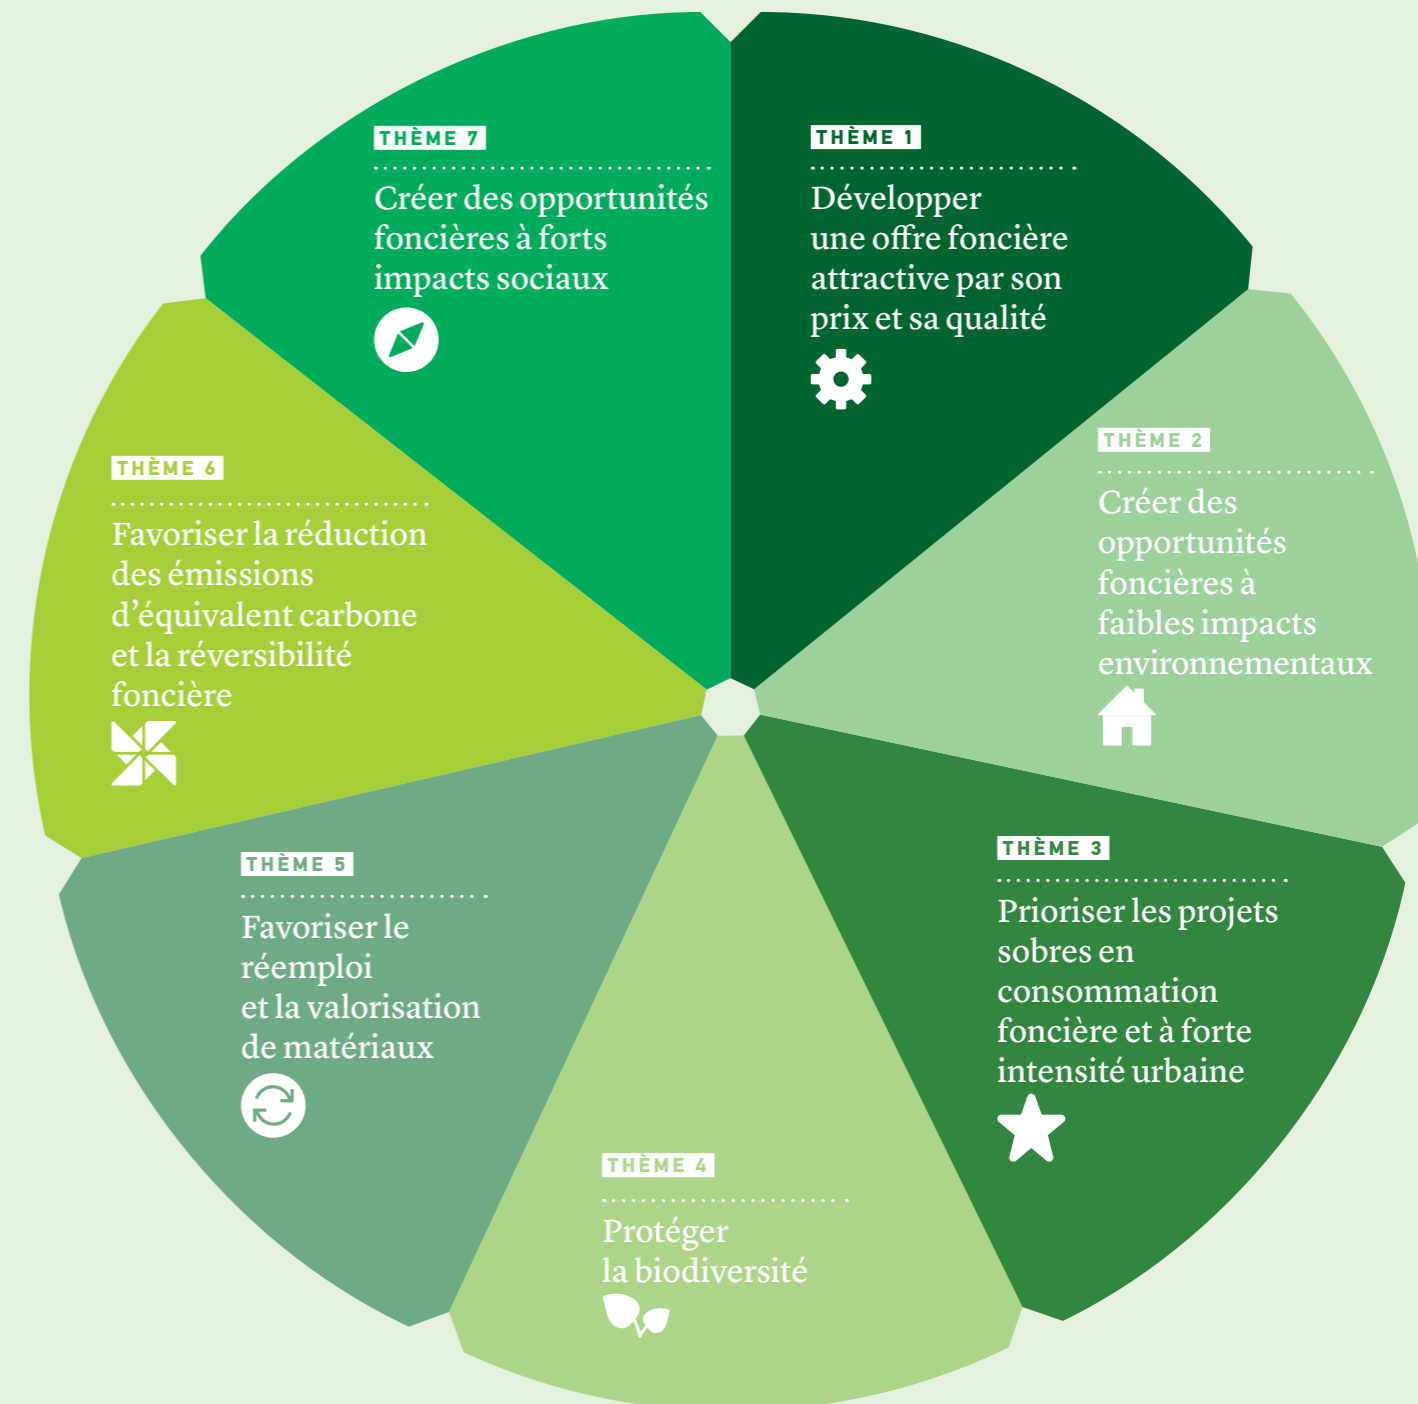 THÈME 1
Développer
une offre foncière
attractive par son
prix et sa qualité
THÈME 2
Créer des
opportunités
foncières à
faibles impacts
environnementaux
THÈME 3
Prioriser les projets
sobres en
consommation
foncière et à forte
intensité urbaine
THÈME 4
Protéger
la biodiversité
THÈME 5
Favoriser le
réemploi
et la valorisation
de matériaux
THÈME 6
Favoriser la réduction
des émissions
d’équivalent carbone
et la réversibilité
foncière
THÈME 7
Créer des opportunités
foncières à forts
impacts sociaux